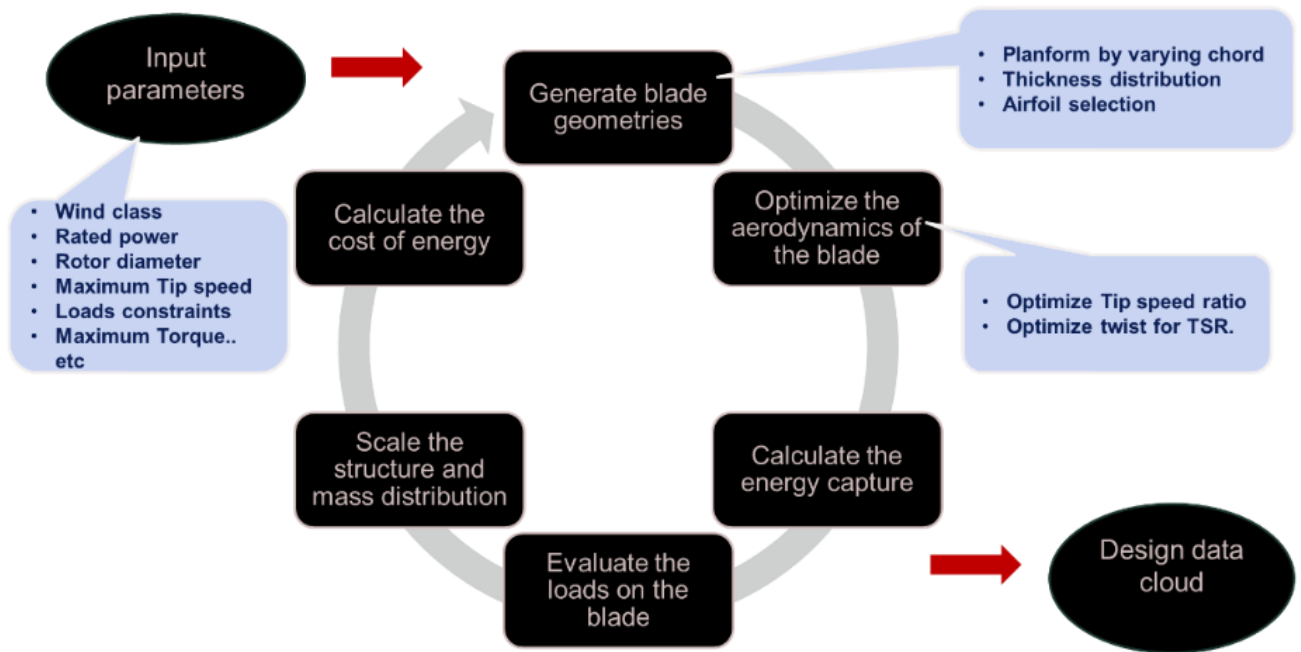 Input
parameters
Generate blade
geometries
• Planform by varying chord
• Thickness distribution
• Airfoil selection
• Wind class
• Rated power
• Rotor diameter
• Maximum Tip speed
• Loads constraints
• Maximum Torque..
etc
Calculate the
cost of energy
Optimize the
aerodynamics of
the blade
• Optimize Tip speed ratio
• Optimize twist for TSR.
Scale the
structure and
mass distribution
Calculate the
energy capture
Evaluate the
loads on the
blade
Design data
cloud